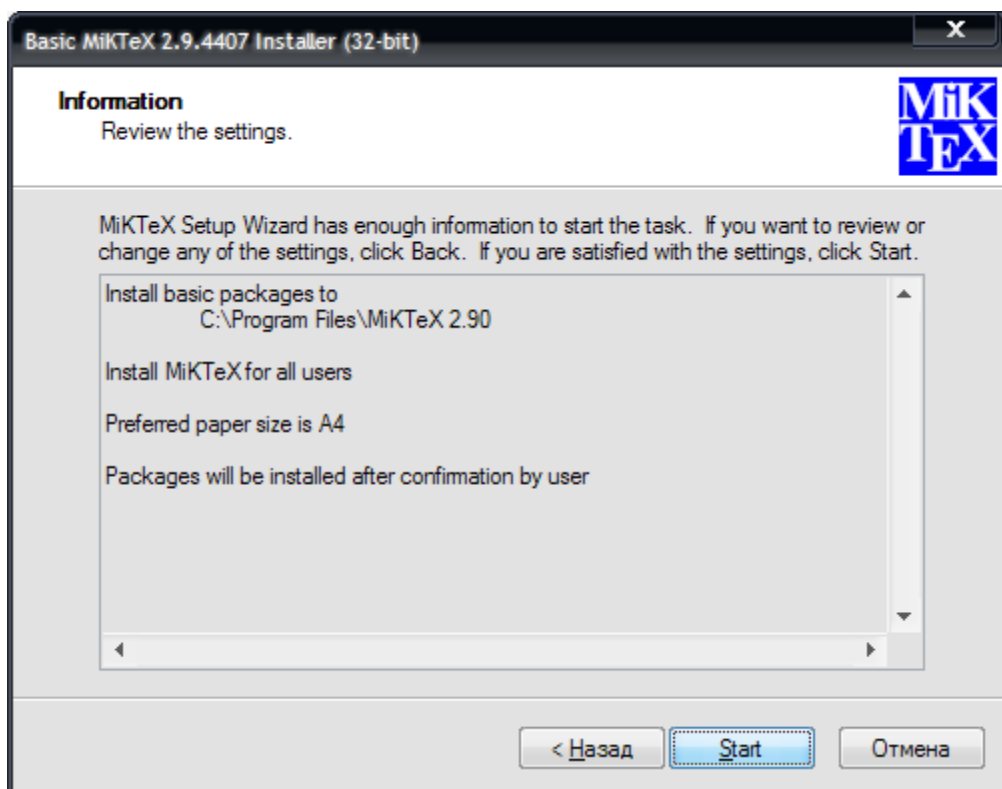 Basic MiKTeX 2.9.4407 Installer (32-bit)
x
Information
Review the settings.
MiK
TEX
MiKTeX Setup Wizard has enough information to start the task.  If you want to review or
change any of the settings, click Back.  If you are satisfied with the settings, click Start.
Install basic packages to
C:\Program Files\MiKTeX 2.90
Install MiKTeX for all users
Preferred paper size is A4
Packages will be installed after confirmation by user
< Назад
Start
Отмена